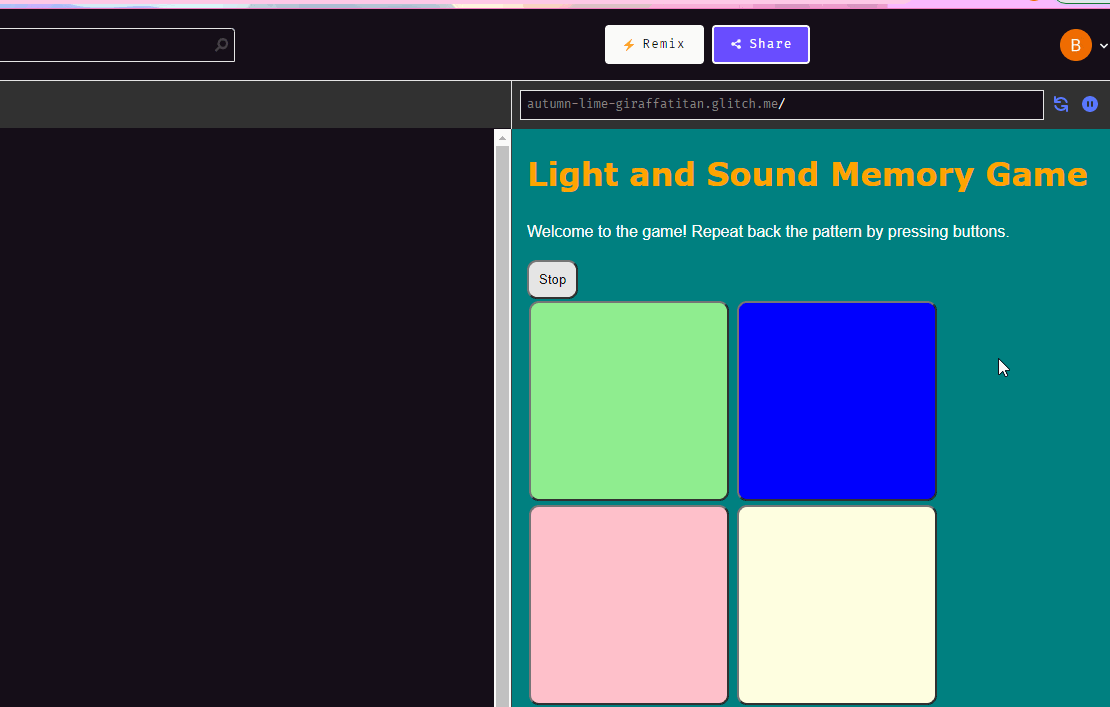 Remix
Share
B
autumn-lime-giraffatitan.glitch.me/
Light and Sound Memory Game
Welcome to the game! Repeat back the pattern by pressing buttons.
Stop